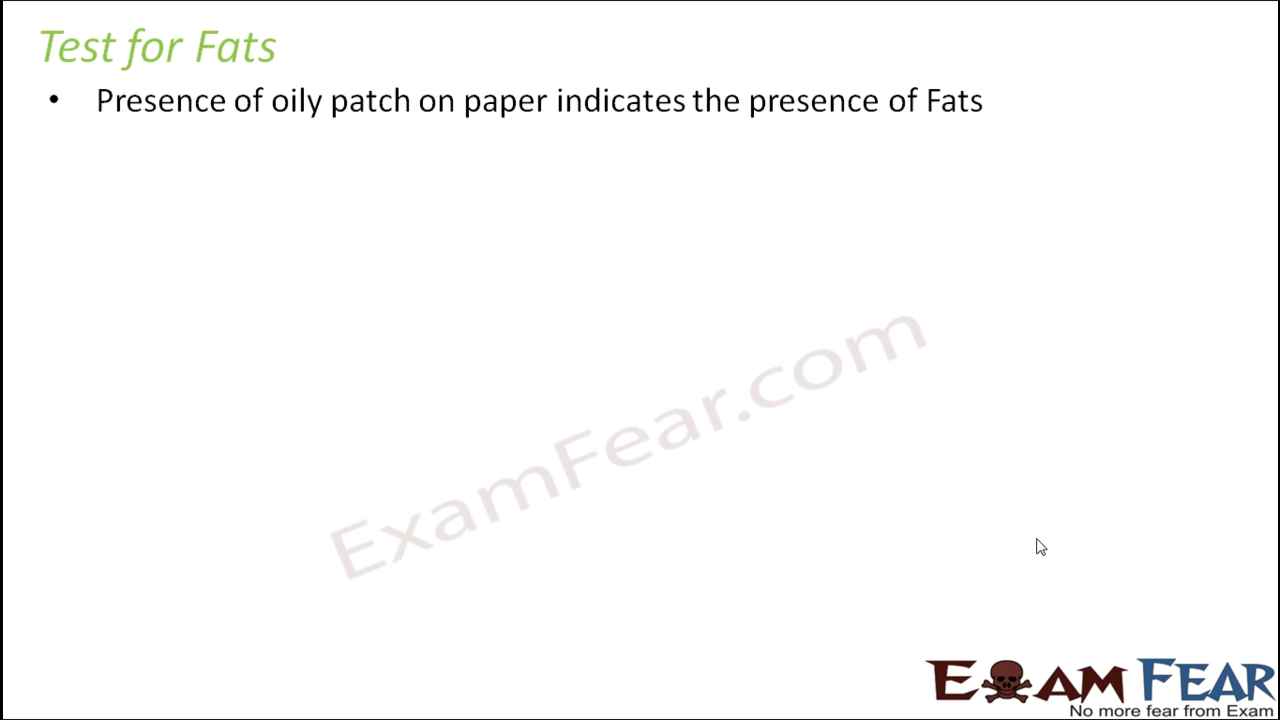 Test for Fats
• Presence of oily patch on paper indicates the presence of Fats
ExamFear.com
EXAM FEAR
No more fear from Exam